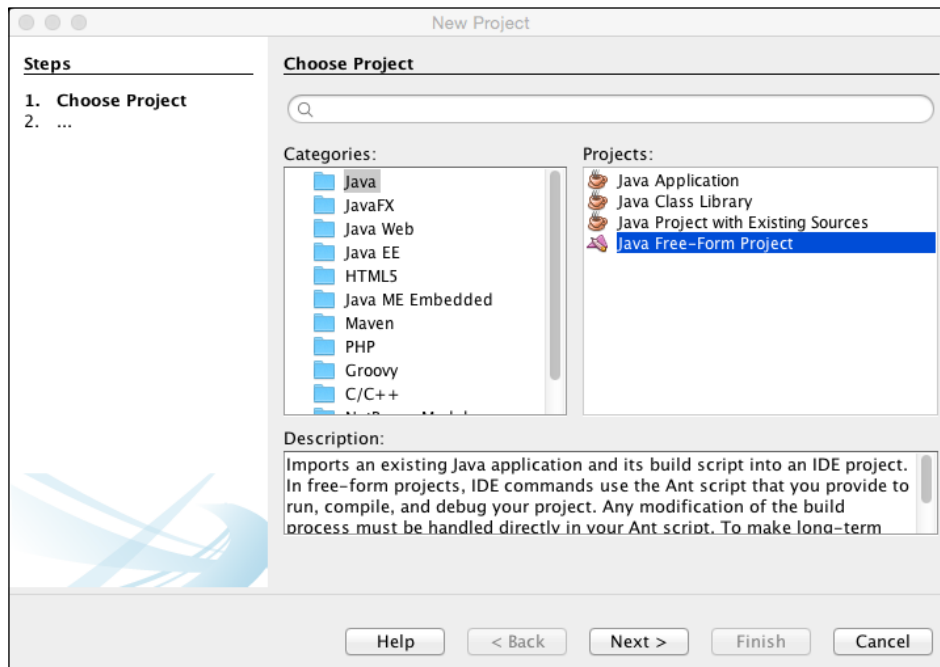 New Project
Steps
1. Choose Project
2. ...
Choose Project
Categories:
Java
JavaFX
Java Web
Java EE
HTML5
Java ME Embedded
Maven
PHP
Groovy
C/C++
Projects:
Java Application
Java Class Library
Java Project with Existing Sources
Java Free-Form Project
Description:
Imports an existing Java application and its build script into an IDE project.
In free-form projects, IDE commands use the Ant script that you provide to
run, compile, and debug your project. Any modification of the build
process must be handled directly in your Ant script. To make long-term
Help
< Back
Next >
Finish
Cancel